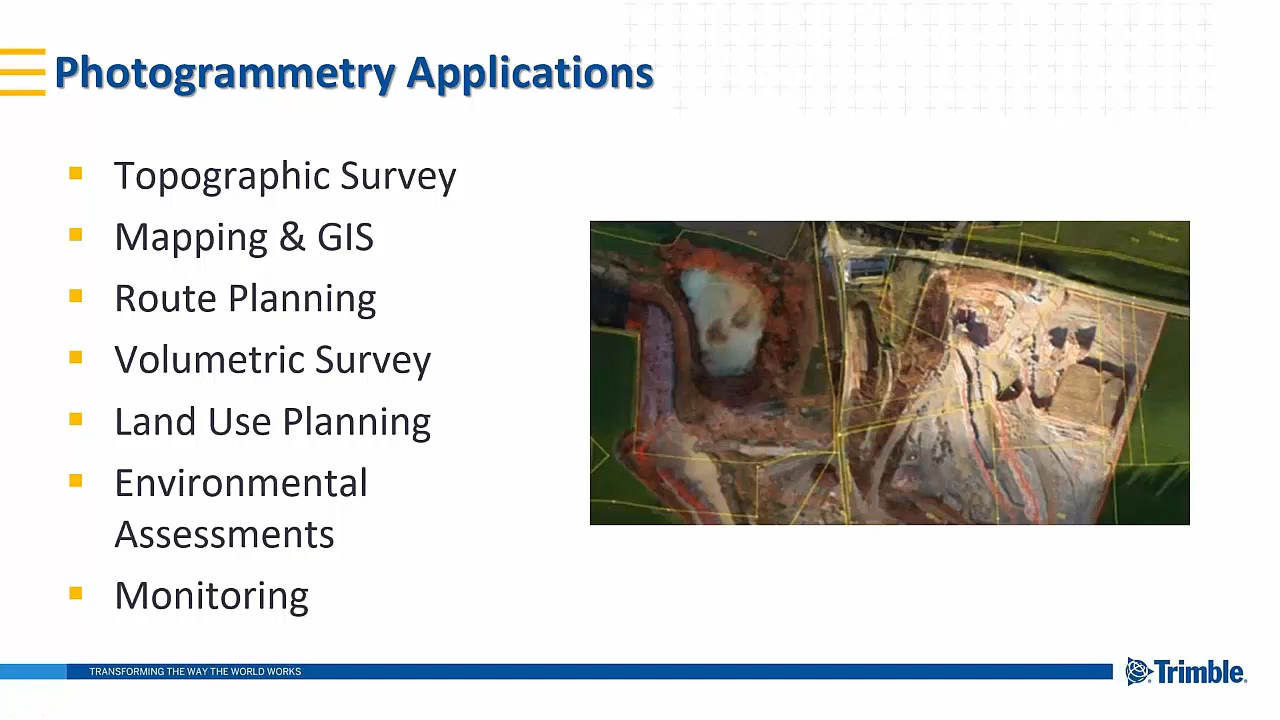 Photogrammetry Applications
Topographic Survey
Mapping & GIS
Route Planning
Volumetric Survey
Land Use Planning
Environmental
Assessments
Monitoring
TRANSFORMING THE WAY THE WORLD WORKS
Trimble